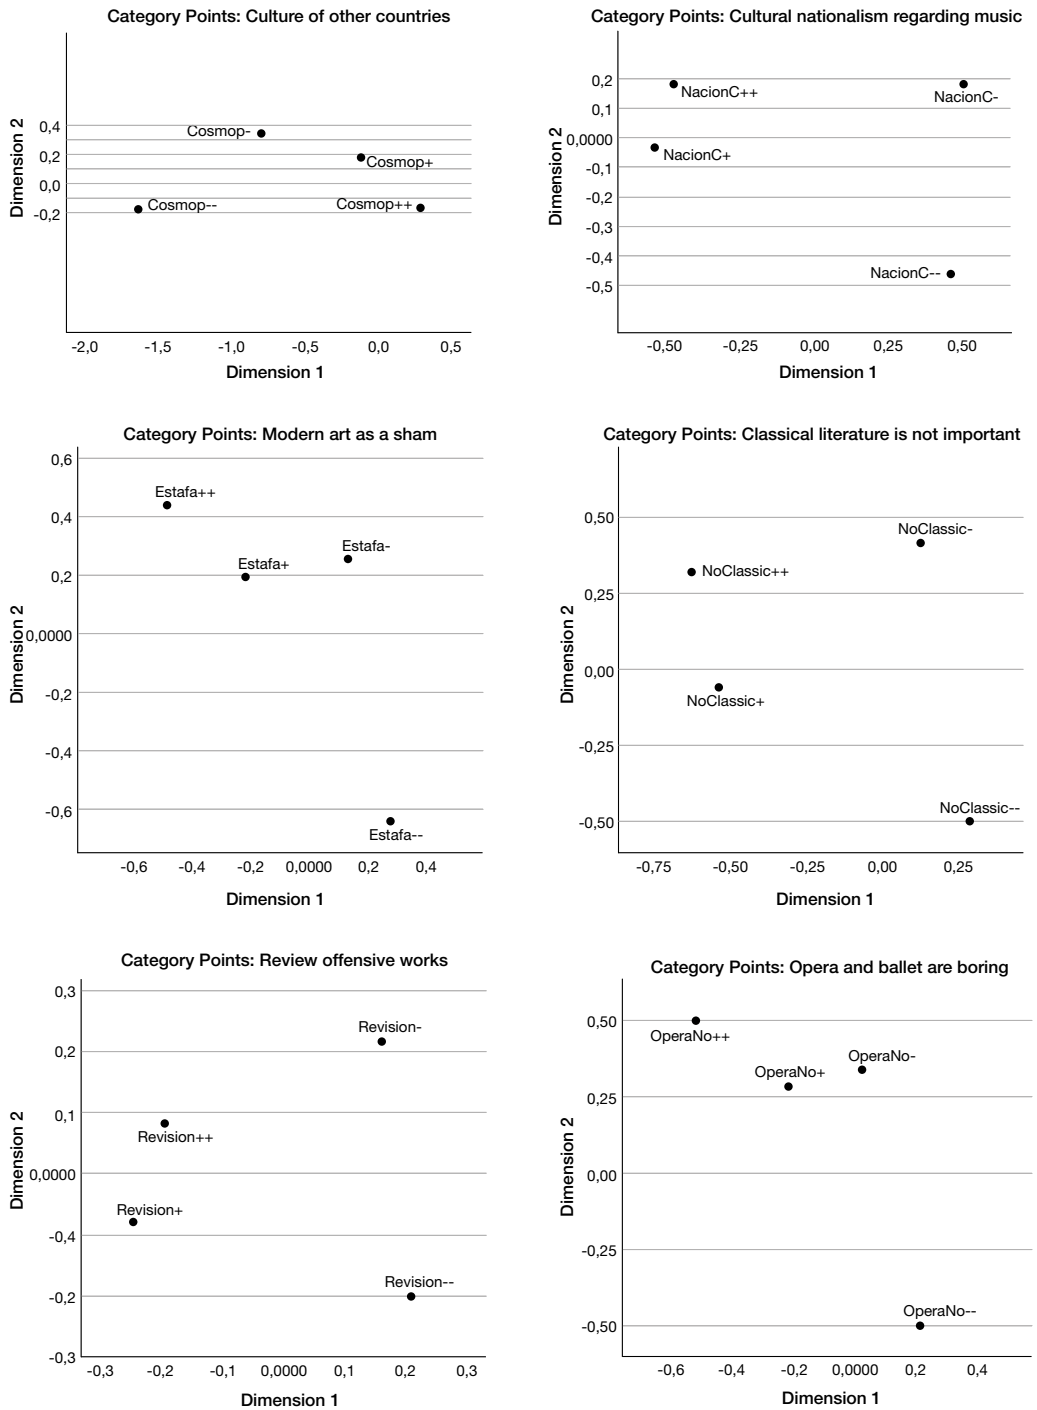 Category Points: Culture of other countries
Dimension 2
0,4
0,2
0,0
-0,2
Cosmop-
Cosmop+
Cosmop--
Cosmop++
-2,0 -1,5 -1,0 -0,5 0,0 0,5
Dimension 1
Category Points: Cultural nationalism regarding music
Dimension 2
0,2
0,1
0,0000
-0,1
-0,2
-0,3
-0,4
-0,5
NacionC++
NacionC-
NacionC+
NacionC--
-0,50 -0,25 0,00 0,25 0,50
Dimension 1
Category Points: Modern art as a sham
Dimension 2
0,6
0,4
0,2
0,0000
-0,2
-0,4
-0,6
Estafa++
Estafa-
Estafa+
Estafa--
-0,6 -0,4 -0,2 0,0000 0,2 0,4
Dimension 1
Category Points: Classical literature is not important
Dimension 2
0,50
0,25
0,00
-0,25
-0,50
NoClassic-
NoClassic++
NoClassic+
NoClassic--
-0,75 -0,50 -0,25 0,00 0,25
Dimension 1
Category Points: Review offensive works
Dimension 2
0,3
0,2
0,1
0,0000
-0,4
-0,2
-0,3
Revision-
Revision++
Revision+
Revision--
-0,3 -0,2 -0,1 0,0000 0,1 0,2 0,3
Dimension 1
Category Points: Opera and ballet are boring
Dimension 2
0,50
0,25
0,00
-0,25
-0,50
OperaNo++
OperaNo-
OperaNo+
OperaNo--
-0,6 -0,4 -0,2 0,0000 0,2 0,4
Dimension 1